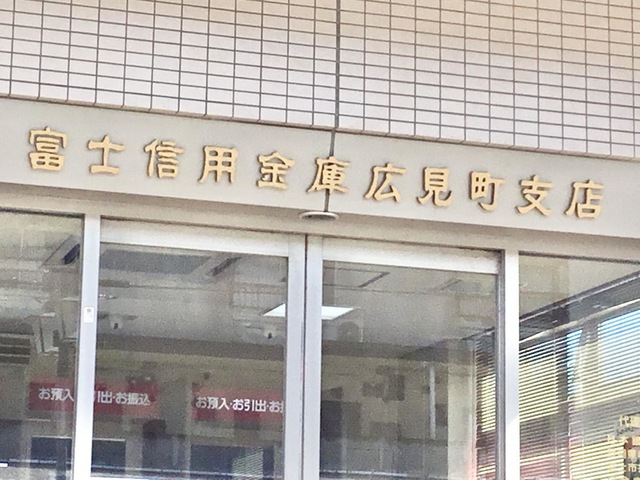 富士信用金庫広見町支店
お預入・お引出・お振込
お預入・お引出・お振